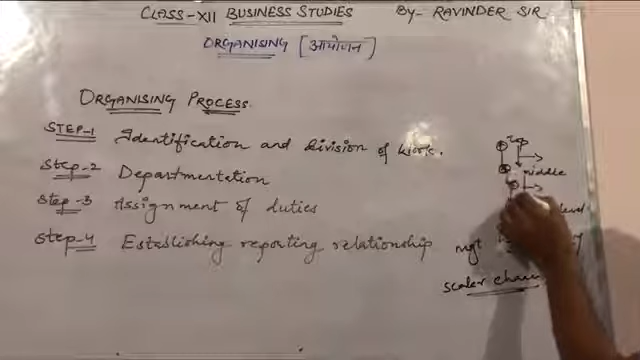 CLASS-XII BUSINESS STUDIES By- RAVINDER SIR
ORGANISING [आयोजन]
ORGANISING PROCESS.
STEP-1 Identification and division of work.
Step-2 Departmentation
Step-3 Assignment of duties
Step-4 Establishing reporting relationship
Top
middle
level
mgt
scaler chain